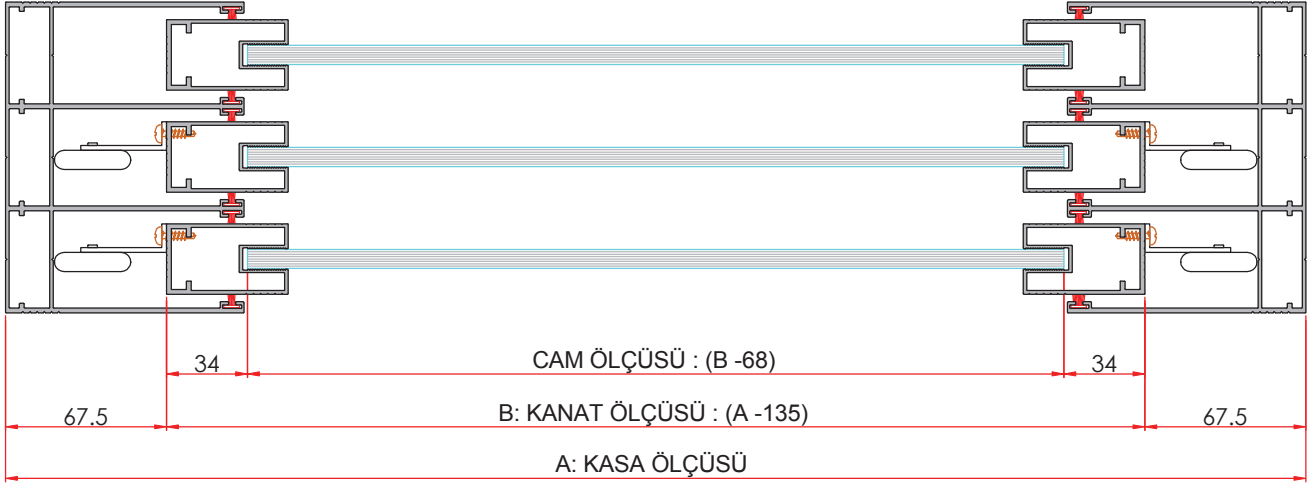 34 CAM ÖLÇÜSÜ : (B -68) 34
67.5 B: KANAT ÖLÇÜSÜ : (A -135) 67.5
A: KASA ÖLÇÜSÜ